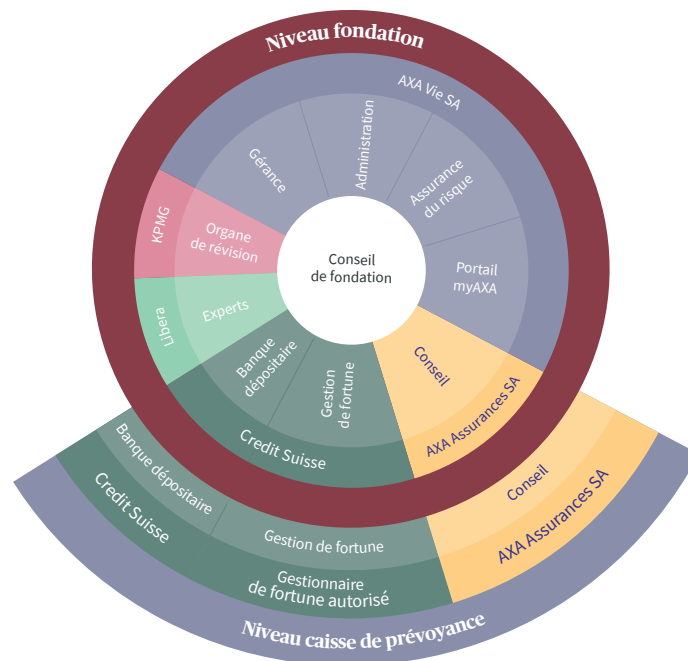 Niveau fondation
AXA Vie SA
Gérance
Administration
Assurance
du risque
Portail
myAXA
KPMG
Organe
de révision
Conseil
de fondation
Libera
Experts
Banque
dépositaire
Gestion
de fortune
Credit Suisse
Conseil
AXA Assurances SA
Banque dépositaire
Credit Suisse
Gestion de fortune
Gestionnaire
de fortune autorisé
Conseil
AXA Assurances SA
Niveau caisse de prévoyance